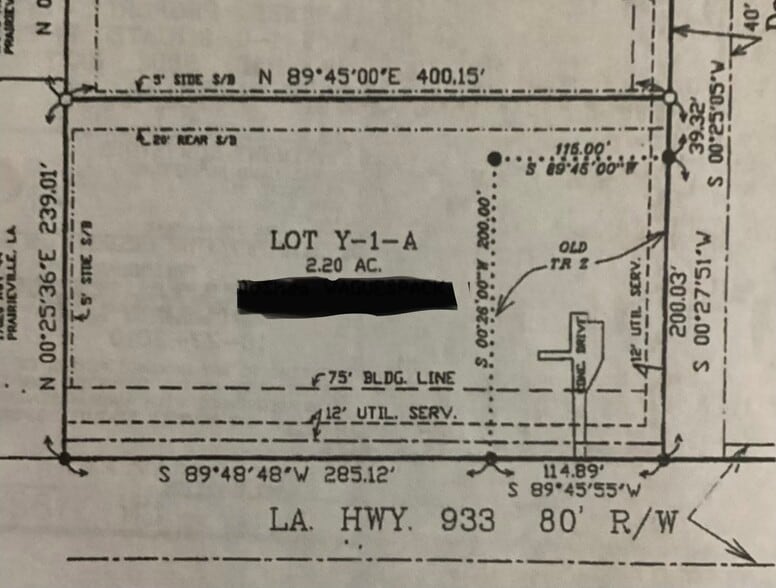 PRAIRIEVILLE
N 0
40'
5' SIDE S/B
N 89°45'00"E 400.15'
39.32'
S 00°25'05"W
20' REAR S/B
116.00'
S 89°45'00"W
N 00°25'36"E 239.01'
5' SIDE S/B
PRAIRIEVILLE, LA
LOT Y-1-A
2.20 AC.
S 00°26'00"W 200.00'
OLD
TR Z
12' UTIL. SERV.
200.03'
S 00°27'51"W
CONC. DRIVE
75' BLDG. LINE
12' UTIL. SERV.
S 89°48'48"W 285.12'
114.89'
S 89°45'55"W
LA. HWY. 933 80' R/W